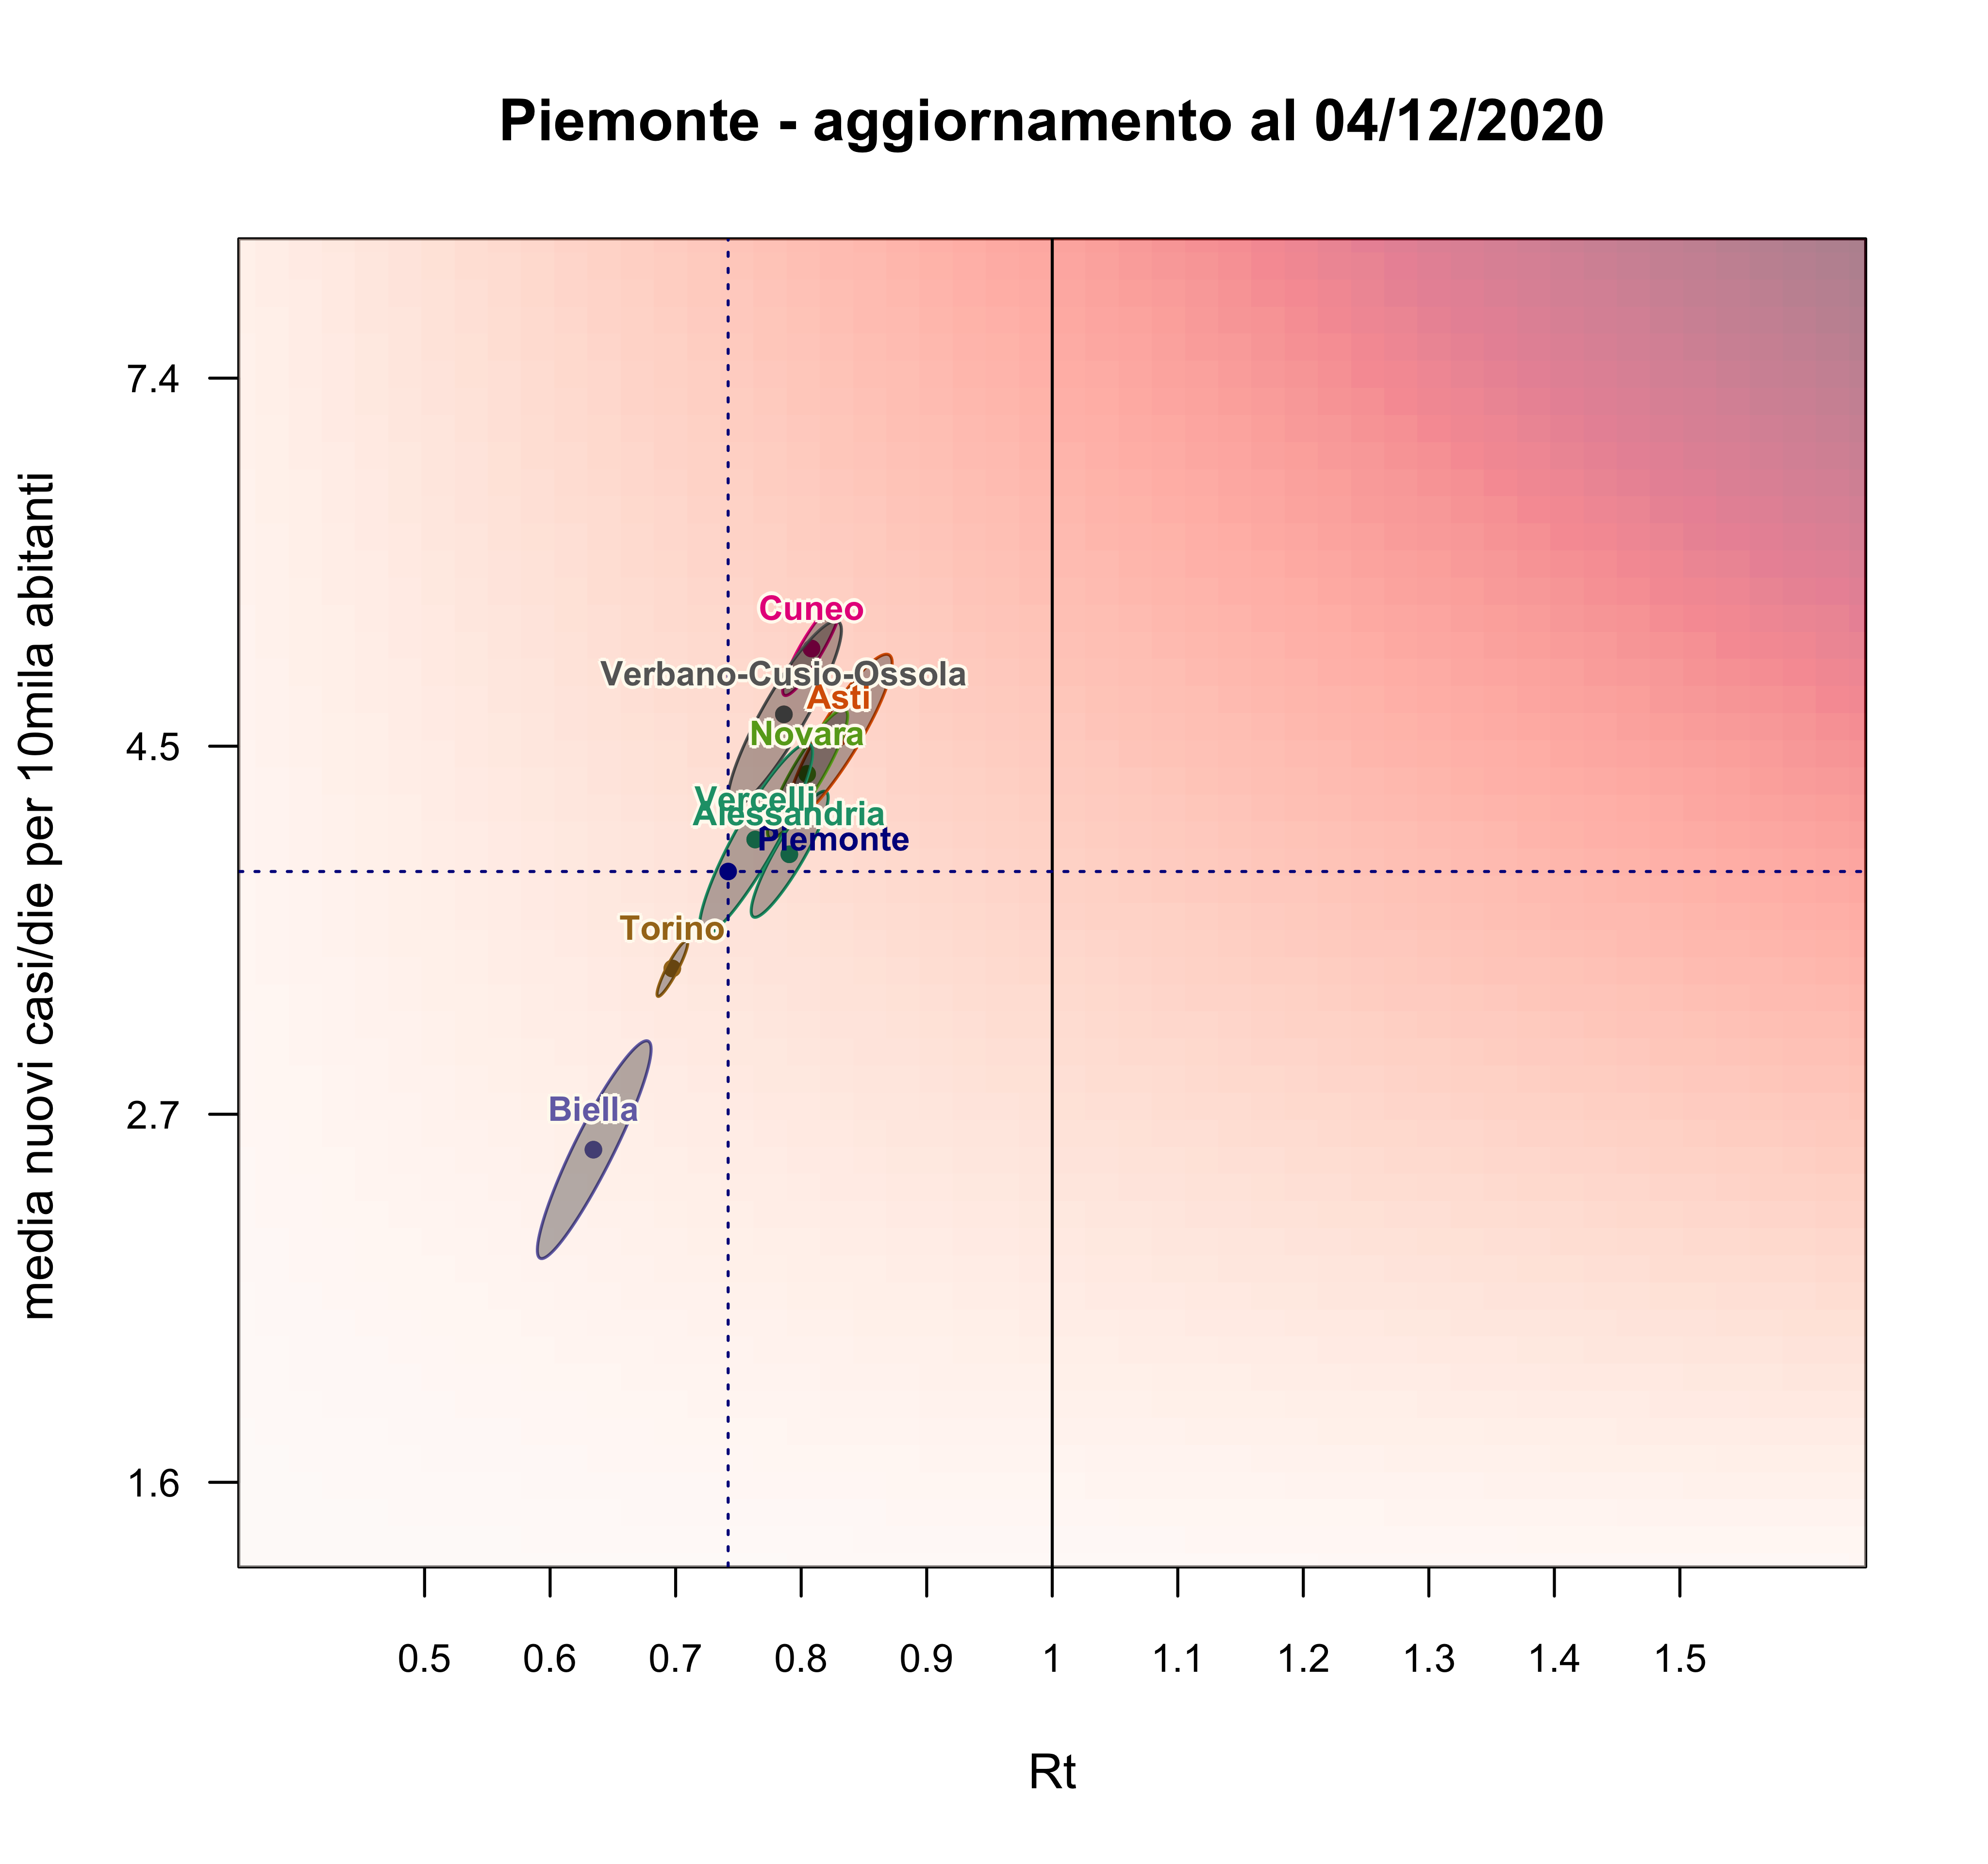 Piemonte - aggiornamento al 04/12/2020
media nuovi casi/die per 10mila abitanti
7.4
4.5
2.7
1.6
Cuneo
Verbano-Cusio-Ossola
Asti
Novara
Vercelli
Alessandria
Piemonte
Torino
Biella
0.5 0.6 0.7 0.8 0.9 1 1.1 1.2 1.3 1.4 1.5
Rt